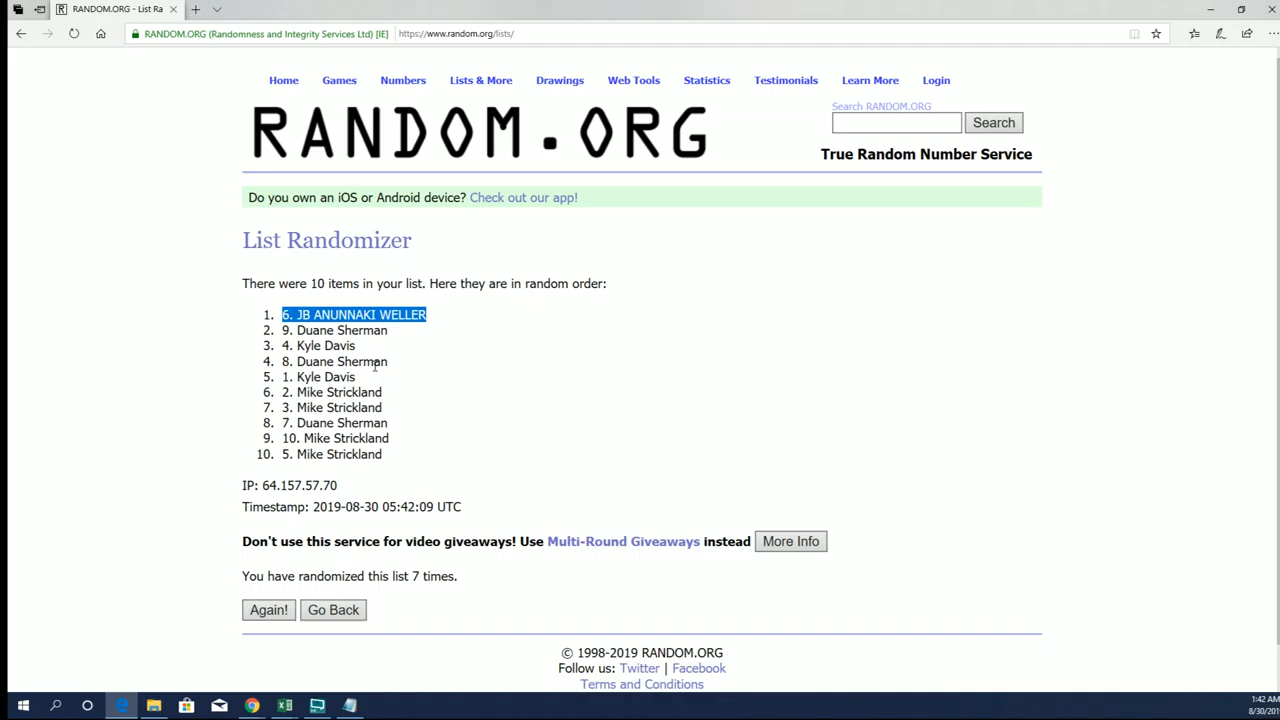 RANDOM.ORG - List Ra
RANDOM.ORG (Randomness and Integrity Services Ltd) [IE]
https://www.random.org/lists/
Home Games Numbers Lists & More Drawings Web Tools Statistics Testimonials Learn More Login
RANDOM.ORG
Search RANDOM.ORG
Search
True Random Number Service
Do you own an iOS or Android device? Check out our app!
List Randomizer
There were 10 items in your list. Here they are in random order:
1. 6. JB ANUNNAKI WELLER
2. 9. Duane Sherman
3. 4. Kyle Davis
4. 8. Duane Sherman
5. 1. Kyle Davis
6. 2. Mike Strickland
7. 3. Mike Strickland
8. 7. Duane Sherman
9. 10. Mike Strickland
10. 5. Mike Strickland
IP: 64.157.57.70
Timestamp: 2019-08-30 05:42:09 UTC
Don't use this service for video giveaways! Use Multi-Round Giveaways instead More Info
You have randomized this list 7 times.
Again! Go Back
© 1998-2019 RANDOM.ORG
Follow us: Twitter | Facebook
Terms and Conditions
1:42 AM
8/30/201